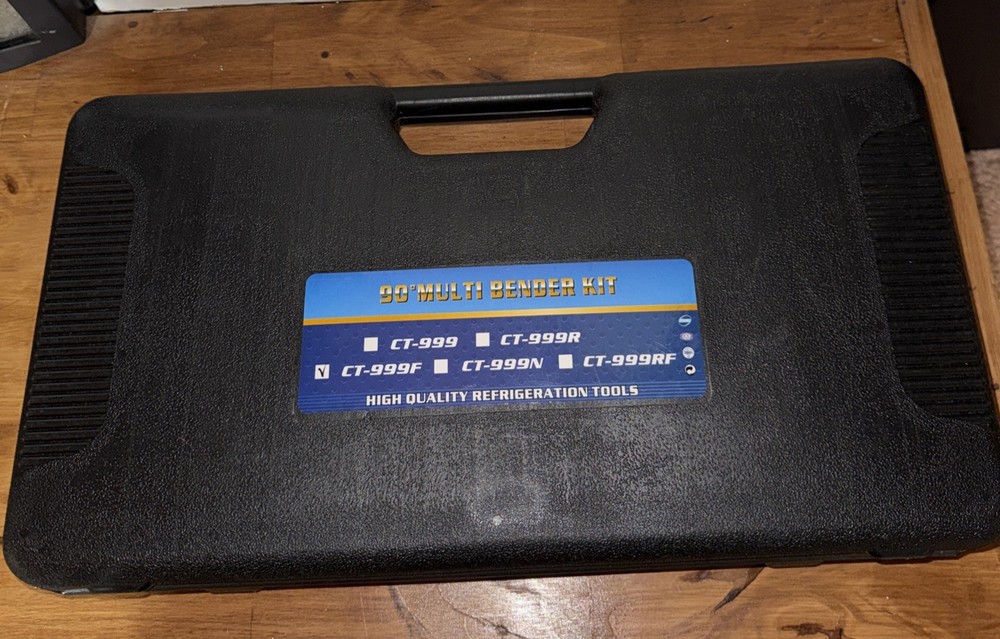 90°MULTI BENDER KIT
CT-999 CT-999R
CT-999F CT-999N CT-999RF
HIGH QUALITY REFRIGERATION TOOLS